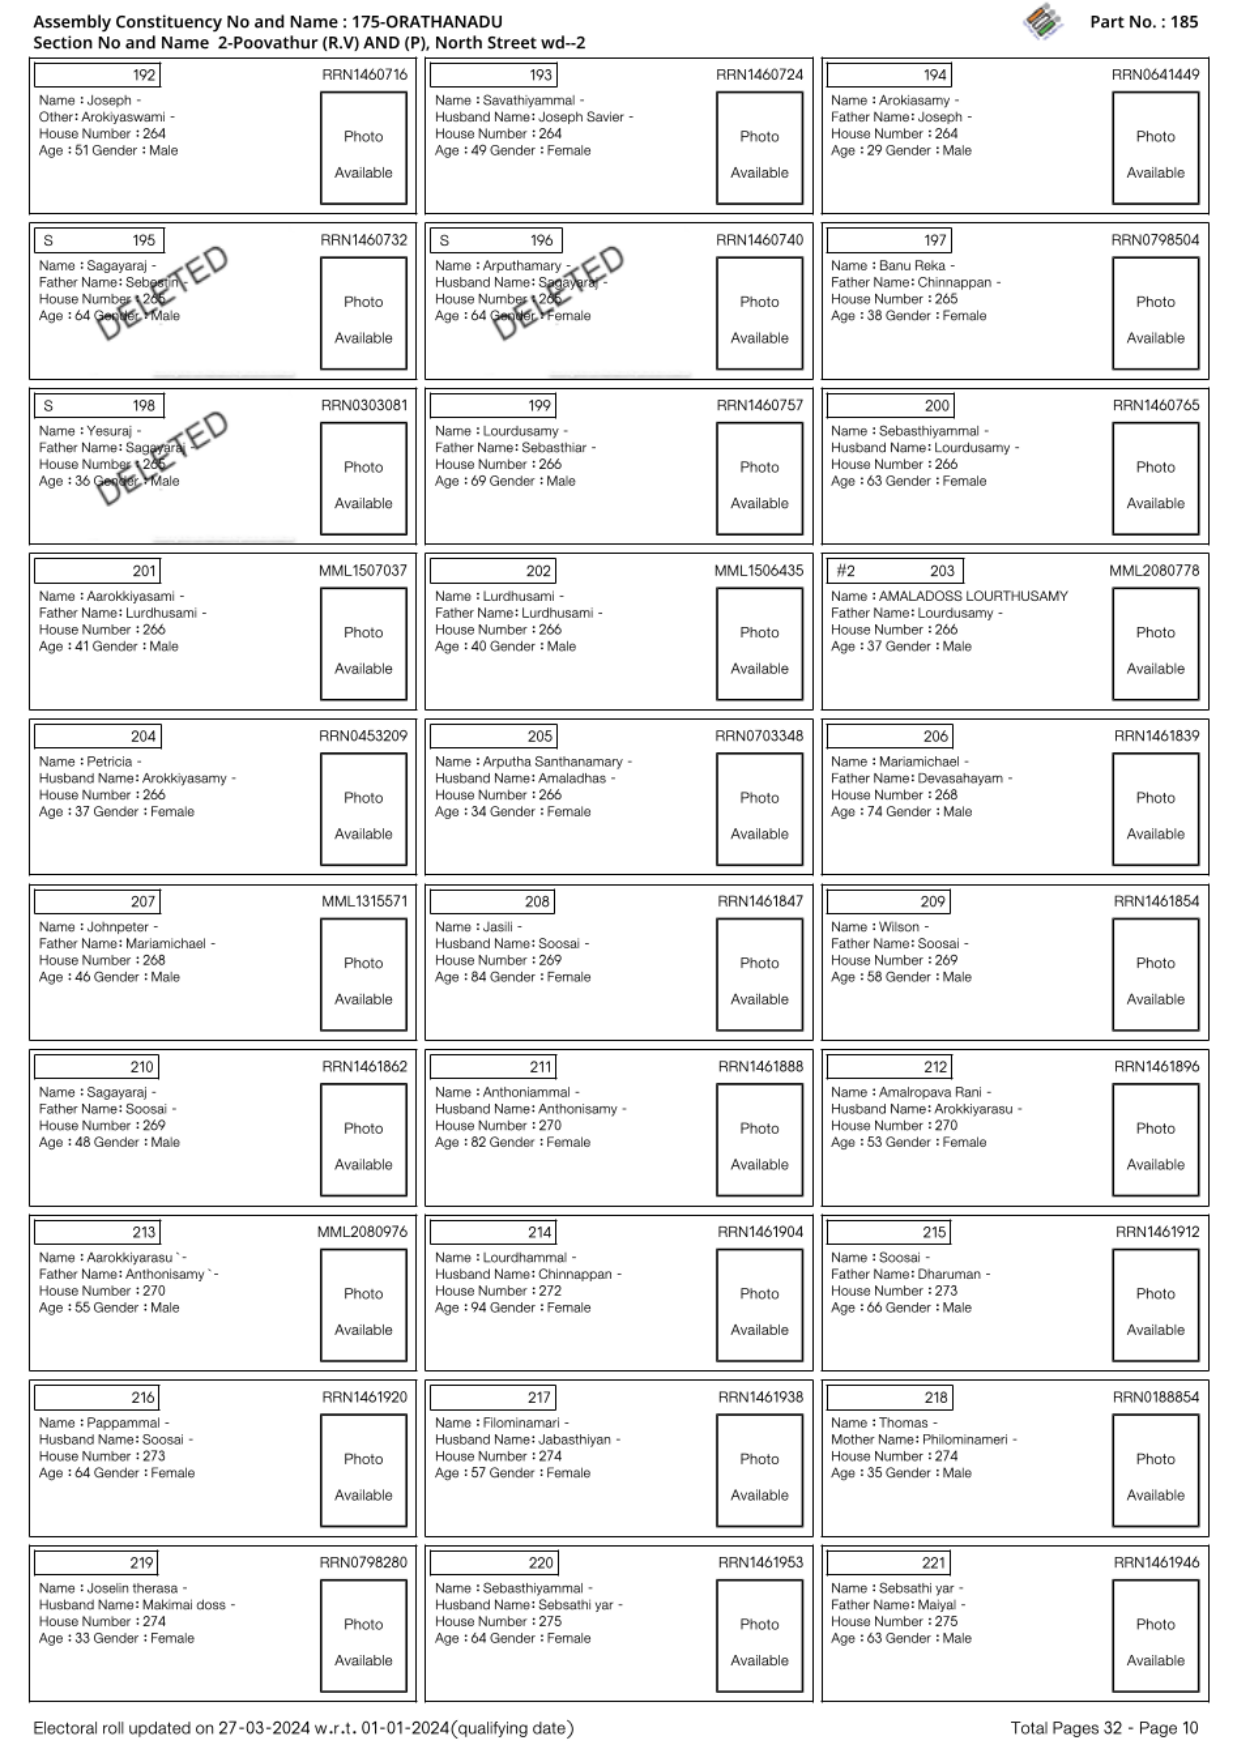 Assembly Constituency No and Name : 175-ORATHANADU
Part No. : 185
Section No and Name 2-Poovathur (R.V) AND (P), North Street wd--2
192 RRN1460716
Name : Joseph -
Other: Arokiyaswami -
House Number : 264
Age : 51 Gender : Male
Photo
Available
193 RRN1460724
Name : Savathiyammal -
Husband Name: Joseph Savier -
House Number : 264
Age : 49 Gender : Female
Photo
Available
194 RRN0641449
Name : Arokiasamy -
Father Name: Joseph -
House Number : 264
Age : 29 Gender : Male
Photo
Available
S 195 RRN1460732
Name : Sagayaraj -
Father Name: Sebestin -
House Number : 265
Age : 64 Gender : Male
DELETED
Photo
Available
S 196 RRN1460740
Name : Arputhamary -
Husband Name: Sagayaraj -
House Number : 265
Age : 64 Gender : Female
DELETED
Photo
Available
197 RRN0798504
Name : Banu Reka -
Father Name: Chinnappan -
House Number : 265
Age : 38 Gender : Female
Photo
Available
S 198 RRN0303081
Name : Yesuraj -
Father Name: Sagayaraj -
House Number : 265
Age : 36 Gender : Male
DELETED
Photo
Available
199 RRN1460757
Name : Lourdusamy -
Father Name: Sebasthiar -
House Number : 266
Age : 69 Gender : Male
Photo
Available
200 RRN1460765
Name : Sebasthiyammal -
Husband Name: Lourdusamy -
House Number : 266
Age : 63 Gender : Female
Photo
Available
201 MML1507037
Name : Aarokkiyasami -
Father Name: Lurdhusami -
House Number : 266
Age : 41 Gender : Male
Photo
Available
202 MML1506435
Name : Lurdhusami -
Father Name: Lurdhusami -
House Number : 266
Age : 40 Gender : Male
Photo
Available
#2 203 MML2080778
Name : AMALADOSS LOURTHUSAMY
Father Name: Lourdusamy -
House Number : 266
Age : 37 Gender : Male
Photo
Available
204 RRN0453209
Name : Petricia -
Husband Name: Arokkiyasamy -
House Number : 266
Age : 37 Gender : Female
Photo
Available
205 RRN0703348
Name : Arputha Santhanamary -
Husband Name: Amaladhas -
House Number : 266
Age : 34 Gender : Female
Photo
Available
206 RRN1461839
Name : Mariamichael -
Father Name: Devasahayam -
House Number : 268
Age : 74 Gender : Male
Photo
Available
207 MML1315571
Name : Johnpeter -
Father Name: Mariamichael -
House Number : 268
Age : 46 Gender : Male
Photo
Available
208 RRN1461847
Name : Jasili -
Husband Name: Soosai -
House Number : 269
Age : 84 Gender : Female
Photo
Available
209 RRN1461854
Name : Wilson -
Father Name: Soosai -
House Number : 269
Age : 58 Gender : Male
Photo
Available
210 RRN1461862
Name : Sagayaraj -
Father Name: Soosai -
House Number : 269
Age : 48 Gender : Male
Photo
Available
211 RRN1461888
Name : Anthoniammal -
Husband Name: Anthonisamy -
House Number : 270
Age : 82 Gender : Female
Photo
Available
212 RRN1461896
Name : Amalropava Rani -
Husband Name: Arokkiyarasu -
House Number : 270
Age : 53 Gender : Female
Photo
Available
213 MML2080976
Name : Aarokkiyarasu `-
Father Name: Anthonisamy `-
House Number : 270
Age : 55 Gender : Male
Photo
Available
214 RRN1461904
Name : Lourdhammal -
Husband Name: Chinnappan -
House Number : 272
Age : 94 Gender : Female
Photo
Available
215 RRN1461912
Name : Soosai -
Father Name: Dharuman -
House Number : 273
Age : 66 Gender : Male
Photo
Available
216 RRN1461920
Name : Pappammal -
Husband Name: Soosai -
House Number : 273
Age : 64 Gender : Female
Photo
Available
217 RRN1461938
Name : Filominamari -
Husband Name: Jabasthiyan -
House Number : 274
Age : 57 Gender : Female
Photo
Available
218 RRN0188854
Name : Thomas -
Mother Name: Philominameri -
House Number : 274
Age : 35 Gender : Male
Photo
Available
219 RRN0798280
Name : Joselin therasa -
Husband Name: Makimai doss -
House Number : 274
Age : 33 Gender : Female
Photo
Available
220 RRN1461953
Name : Sebasthiyammal -
Husband Name: Sebsathi yar -
House Number : 275
Age : 64 Gender : Female
Photo
Available
221 RRN1461946
Name : Sebsathi yar -
Father Name: Maiyal -
House Number : 275
Age : 63 Gender : Male
Photo
Available
Electoral roll updated on 27-03-2024 w.r.t. 01-01-2024(qualifying date)
Total Pages 32 - Page 10